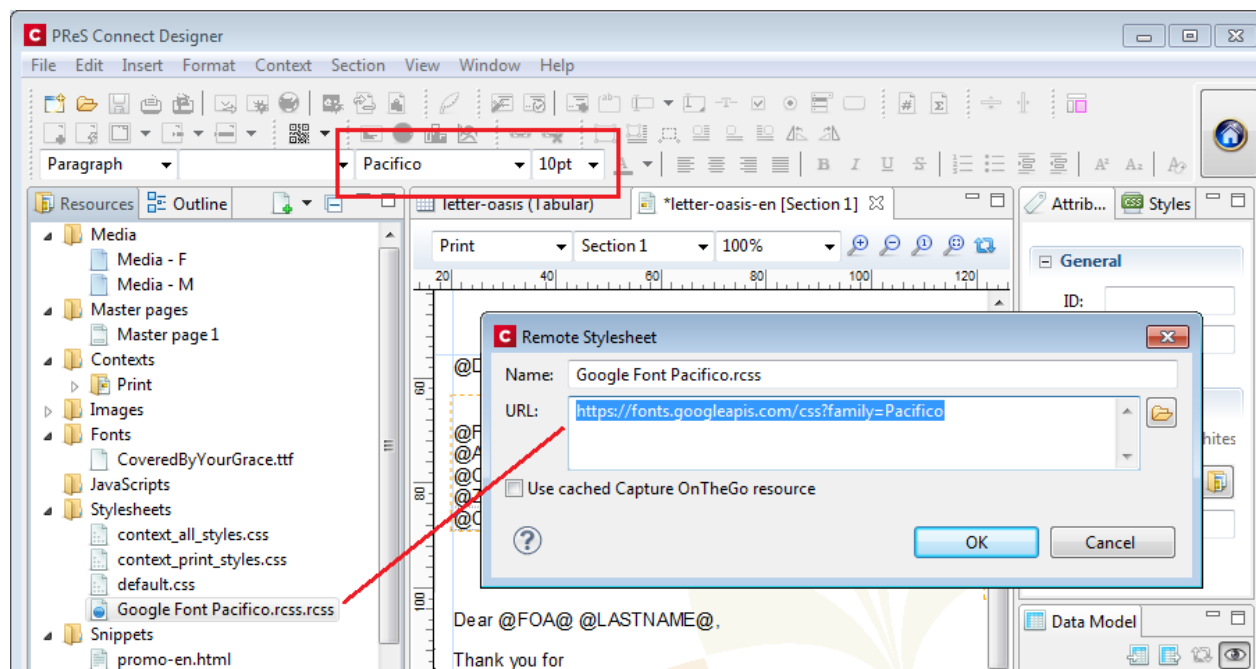 PReS Connect Designer
File Edit Insert Format Context Section View Window Help
Paragraph Pacifico 10pt
Resources Outline
letter-oasis (Tabular) *letter-oasis-en [Section 1]
Attrib... Styles
Media
Media - F
Media - M
Master pages
Master page 1
Contexts
Print
Images
Fonts
CoveredByYourGrace.ttf
JavaScripts
Stylesheets
context_all_styles.css
context_print_styles.css
default.css
Google Font Pacifico.rcss.rcss
Snippets
promo-en.html
Print Section 1 100%
20 40 60 80 100 120
60
80
100
@F
@A
@Z
Dear @FOA@ @LASTNAME@,
Thank you for
Remote Stylesheet
Name: Google Font Pacifico.rcss
URL: https://fonts.googleapis.com/css?family=Pacifico
Use cached Capture OnTheGo resource
OK Cancel
General
ID:
hites
Data Model